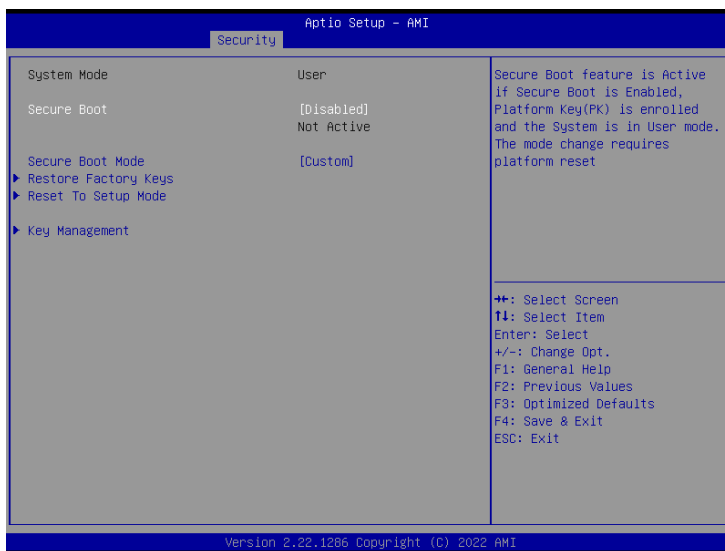 Aptio Setup – AMI
Security
System Mode User
Secure Boot [Disabled]
Not Active
Secure Boot Mode [Custom]
Restore Factory Keys
Reset To Setup Mode
Key Management
Secure Boot feature is Active
if Secure Boot is Enabled,
Platform Key(PK) is enrolled
and the System is in User mode.
The mode change requires
platform reset
→←: Select Screen
↑↓: Select Item
Enter: Select
+/-: Change Opt.
F1: General Help
F2: Previous Values
F3: Optimized Defaults
F4: Save & Exit
ESC: Exit
Version 2.22.1286 Copyright (C) 2022 AMI